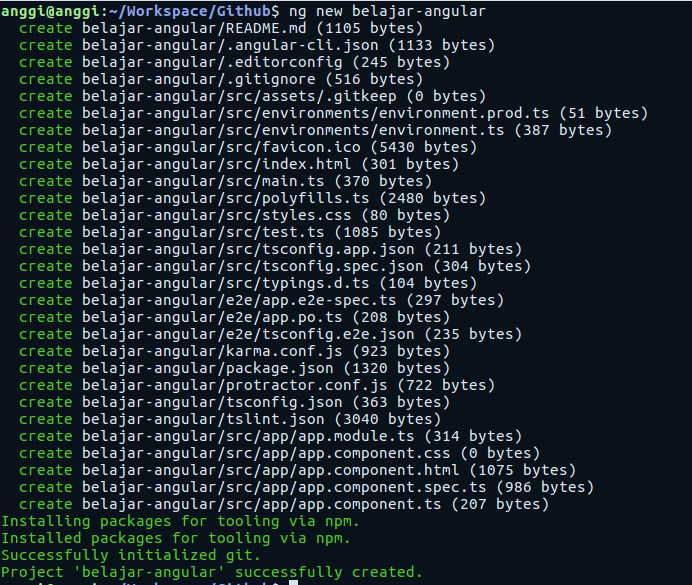 anggi@anggi:~/Workspace/Github$ ng new belajar-angular
create belajar-angular/README.md (1105 bytes)
create belajar-angular/.angular-cli.json (1133 bytes)
create belajar-angular/.editorconfig (245 bytes)
create belajar-angular/.gitignore (516 bytes)
create belajar-angular/src/assets/.gitkeep (0 bytes)
create belajar-angular/src/environments/environment.prod.ts (51 bytes)
create belajar-angular/src/environments/environment.ts (387 bytes)
create belajar-angular/src/favicon.ico (5430 bytes)
create belajar-angular/src/index.html (301 bytes)
create belajar-angular/src/main.ts (370 bytes)
create belajar-angular/src/polyfills.ts (2480 bytes)
create belajar-angular/src/styles.css (80 bytes)
create belajar-angular/src/test.ts (1085 bytes)
create belajar-angular/src/tsconfig.app.json (211 bytes)
create belajar-angular/src/tsconfig.spec.json (304 bytes)
create belajar-angular/src/typings.d.ts (104 bytes)
create belajar-angular/e2e/app.e2e-spec.ts (297 bytes)
create belajar-angular/e2e/app.po.ts (208 bytes)
create belajar-angular/e2e/tsconfig.e2e.json (235 bytes)
create belajar-angular/karma.conf.js (923 bytes)
create belajar-angular/package.json (1320 bytes)
create belajar-angular/protractor.conf.js (722 bytes)
create belajar-angular/tsconfig.json (363 bytes)
create belajar-angular/tslint.json (3040 bytes)
create belajar-angular/src/app/app.module.ts (314 bytes)
create belajar-angular/src/app/app.component.css (0 bytes)
create belajar-angular/src/app/app.component.html (1075 bytes)
create belajar-angular/src/app/app.component.spec.ts (986 bytes)
create belajar-angular/src/app/app.component.ts (207 bytes)
Installing packages for tooling via npm.
Installed packages for tooling via npm.
Successfully initialized git.
Project 'belajar-angular' successfully created.